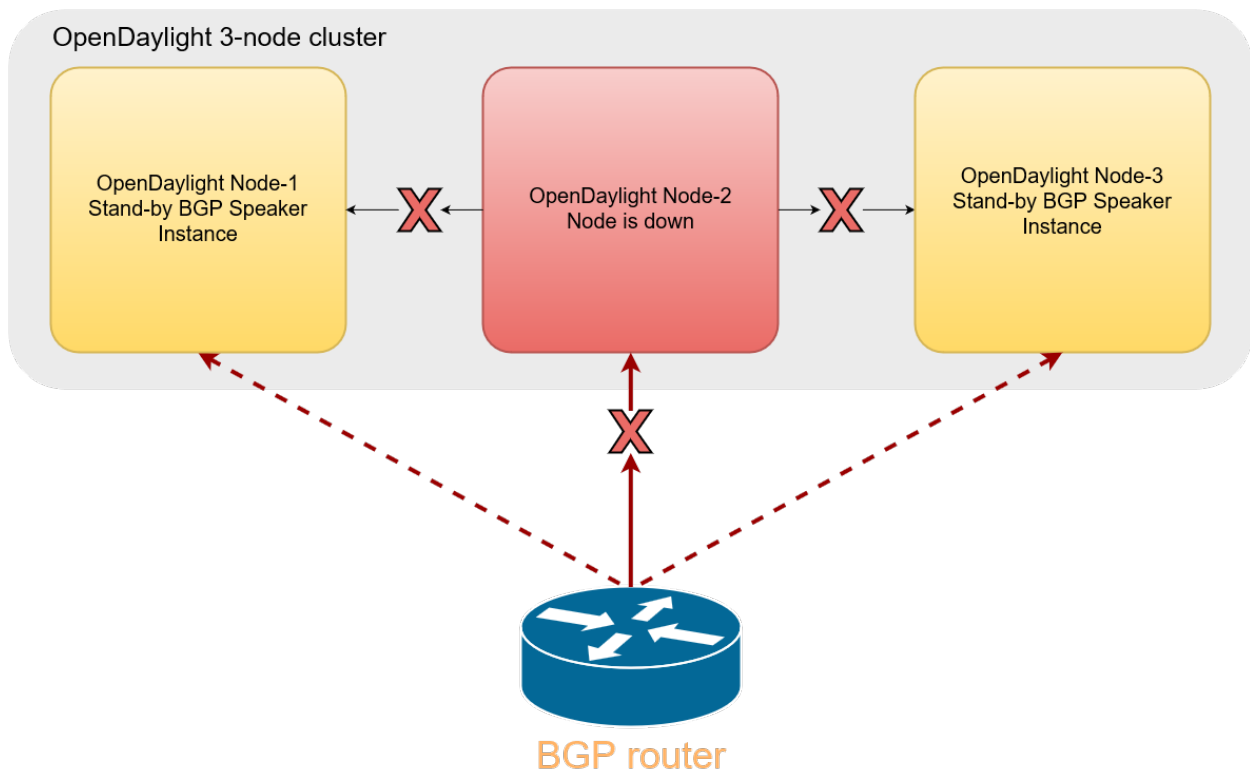 OpenDaylight 3-node cluster
OpenDaylight Node-1
Stand-by BGP Speaker
Instance
OpenDaylight Node-2
Node is down
OpenDaylight Node-3
Stand-by BGP Speaker
Instance
X
X
X
BGP router